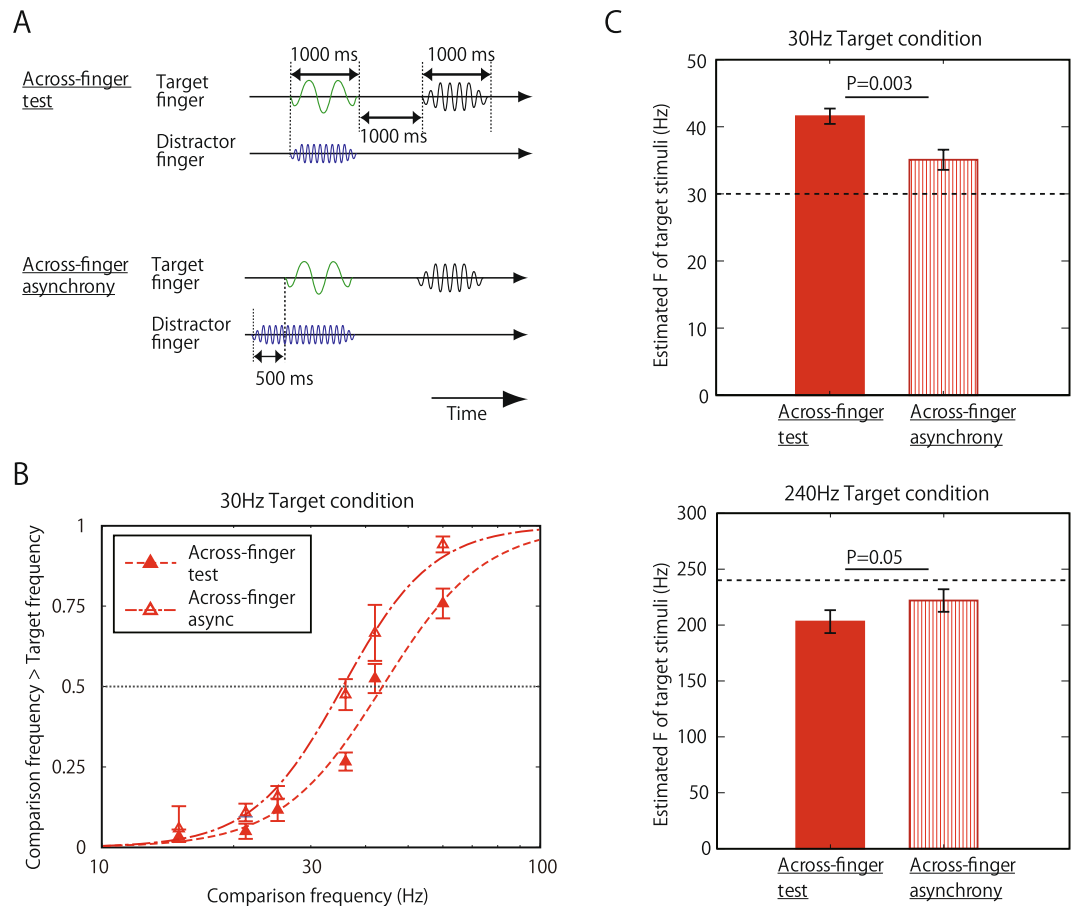 A
Across-finger
test
Target
finger
1000 ms
1000 ms
1000 ms
Distractor
finger
Across-finger
asynchrony
Target
finger
Distractor
finger
500 ms
Time
B
30Hz Target condition
Comparison frequency > Target frequency
1
0.75
0.5
0.25
0
Across-finger
test
Across-finger
async
10
30
100
Comparison frequency (Hz)
C
30Hz Target condition
Estimated F of target stimuli (Hz)
50
40
30
20
10
0
P=0.003
Across-finger
test
Across-finger
asynchrony
240Hz Target condition
Estimated F of target stimuli (Hz)
300
250
200
150
100
50
0
P=0.05
Across-finger
test
Across-finger
asynchrony